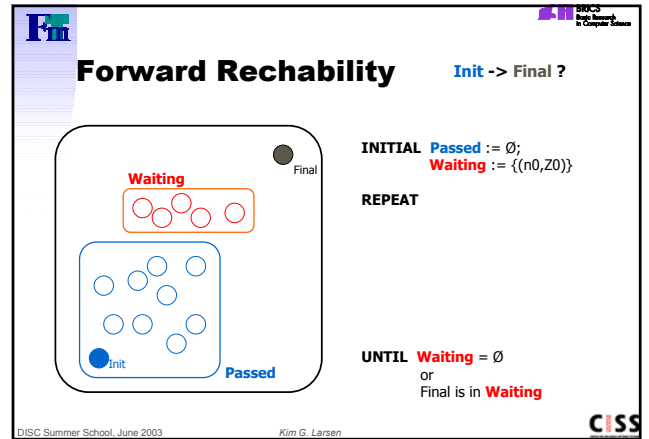 Fm
BRICS
Basic Research
in Computer Science
Forward Rechability
Init -> Final ?
Final
Waiting
Init
Passed
INITIAL Passed := Ø;
Waiting := {(n0,Z0)}
REPEAT
UNTIL Waiting = Ø
or
Final is in Waiting
DISC Summer School, June 2003
Kim G. Larsen
CISS